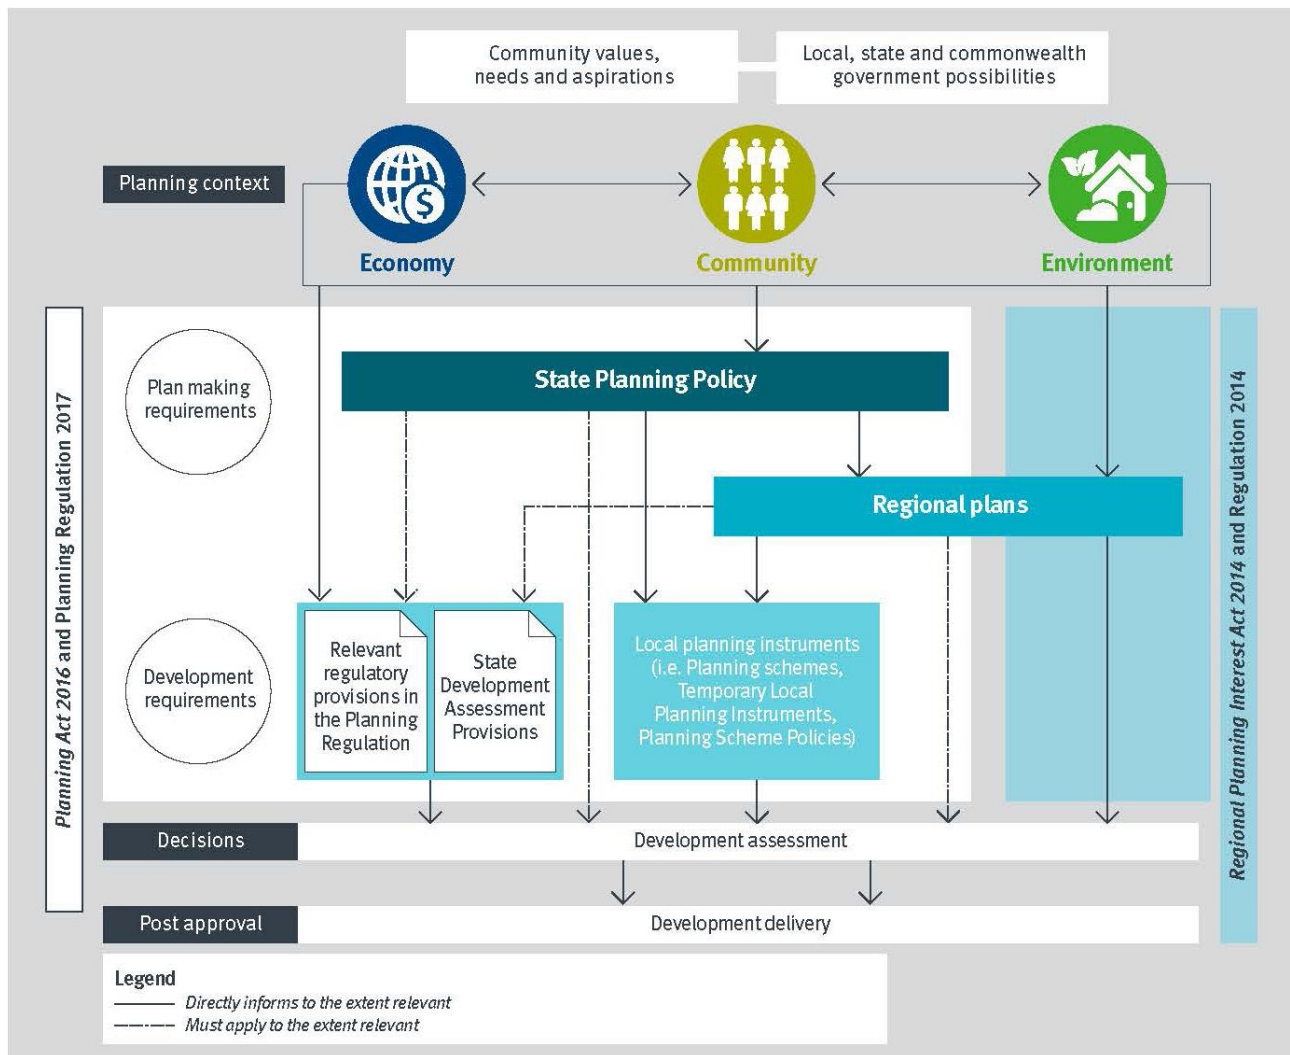 Community values,
needs and aspirations
Local, state and commonwealth
government possibilities
Planning context
$
Economy
Community
Environment
Planning Act 2016 and Planning Regulation 2017
Plan making
requirements
State Planning Policy
Regional plans
Regional Planning Interest Act 2014 and Regulation 2014
Development
requirements
Relevant
regulatory
provisions in
the Planning
Regulation
State
Development
Assessment
Provisions
Local planning instruments
(i.e. Planning schemes,
Temporary Local
Planning Instruments,
Planning Scheme Policies)
Decisions
Development assessment
Post approval
Development delivery
Legend
Directly informs to the extent relevant
Must apply to the extent relevant